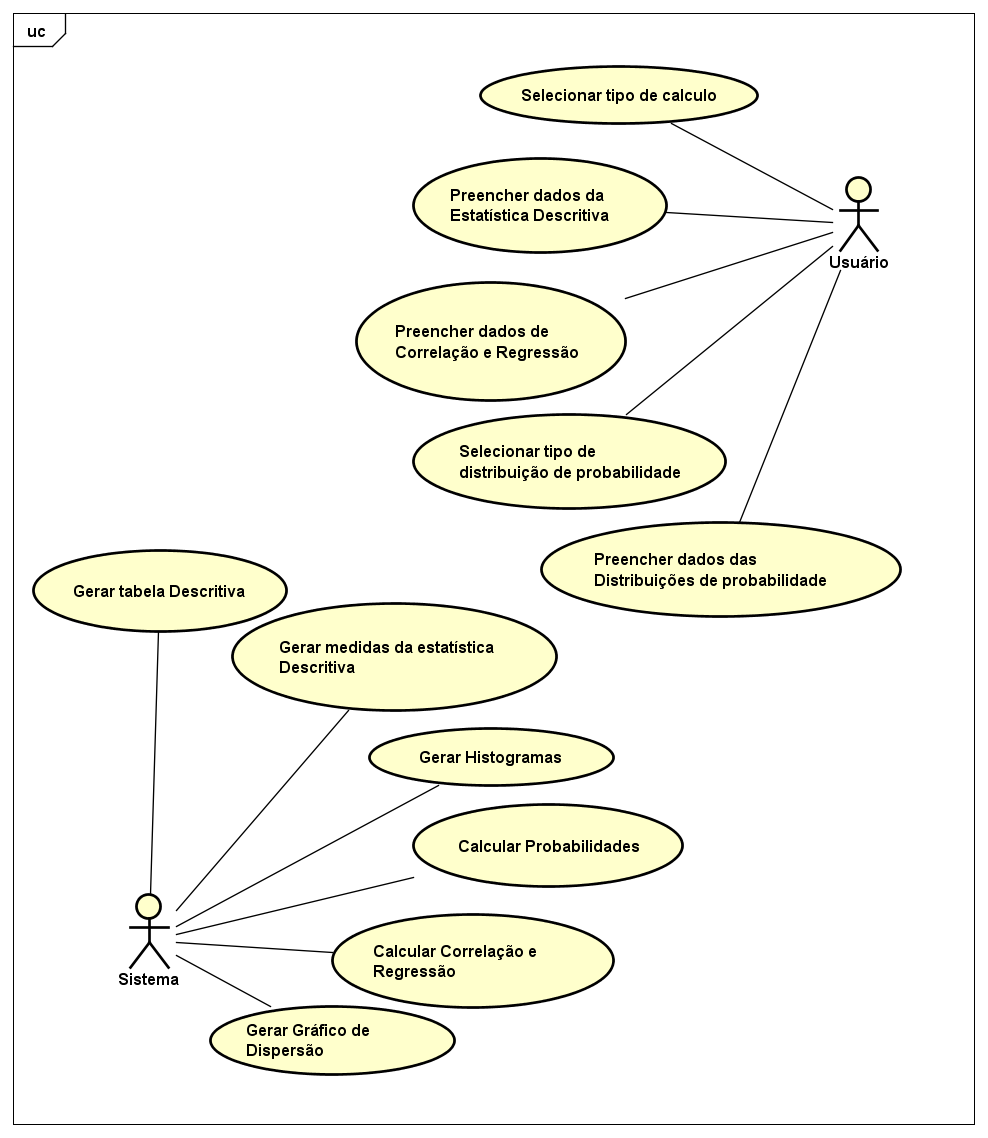 uc
Selecionar tipo de calculo
Preencher dados da
Estatística Descritiva
Usuário
Preencher dados de
Correlação e Regressão
Selecionar tipo de
distribuição de probabilidade
Preencher dados das
Distribuições de probabilidade
Gerar tabela Descritiva
Gerar medidas da estatística
Descritiva
Gerar Histogramas
Calcular Probabilidades
Sistema
Calcular Correlação e
Regressão
Gerar Gráfico de
Dispersão